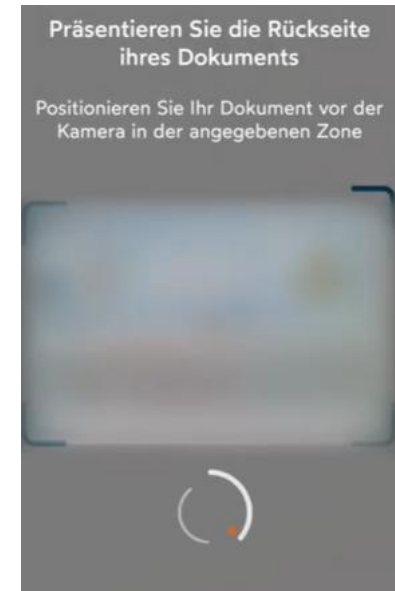 Präsentieren Sie die Rückseite
ihres Dokuments
Positionieren Sie Ihr Dokument vor der
Kamera in der angegebenen Zone